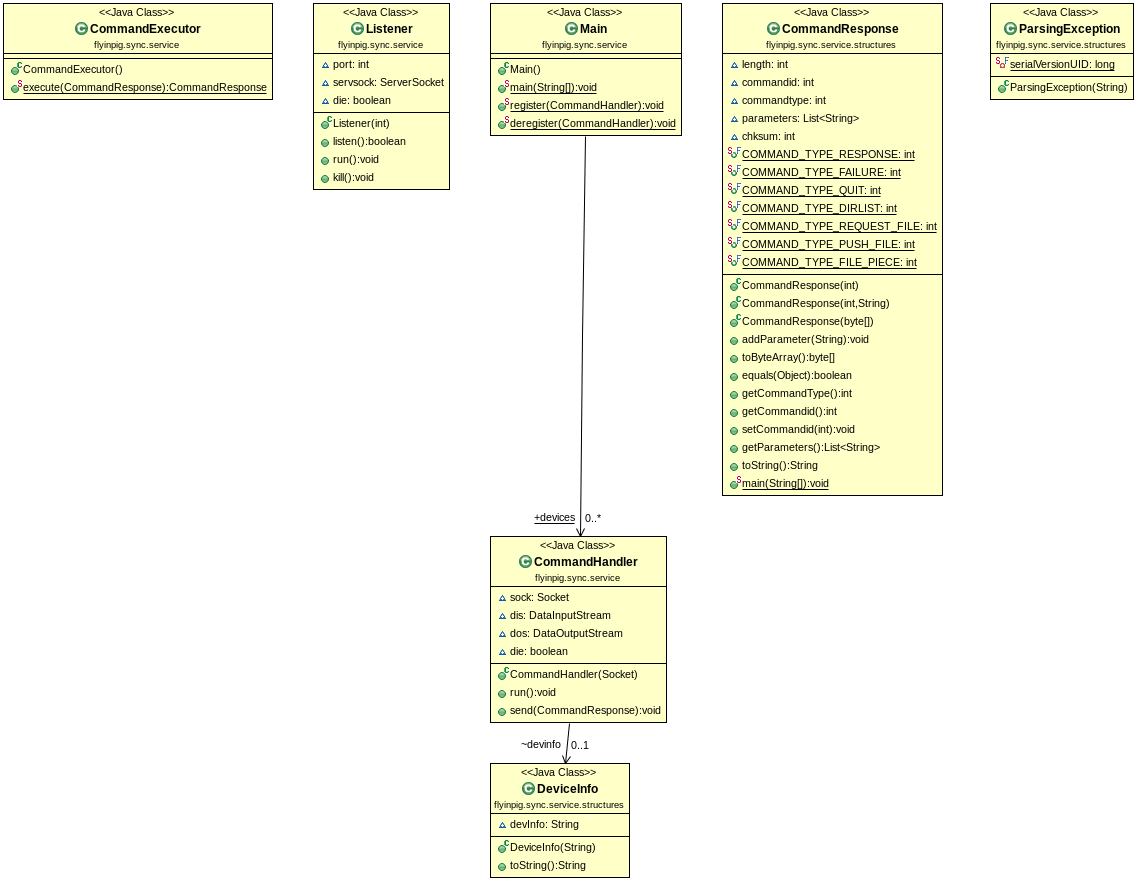 <<Java Class>>
CommandExecutor
flyinpig.sync.service
CommandExecutor()
execute(CommandResponse):CommandResponse
<<Java Class>>
Listener
flyinpig.sync.service
port: int
servsock: ServerSocket
die: boolean
Listener(int)
listen():boolean
run():void
kill():void
<<Java Class>>
Main
flyinpig.sync.service
Main()
main(String[]):void
register(CommandHandler):void
deregister(CommandHandler):void
<<Java Class>>
CommandResponse
flyinpig.sync.service.structures
length: int
commandid: int
commandtype: int
parameters: List<String>
chksum: int
COMMAND_TYPE_RESPONSE: int
COMMAND_TYPE_FAILURE: int
COMMAND_TYPE_QUIT: int
COMMAND_TYPE_DIRLIST: int
COMMAND_TYPE_REQUEST_FILE: int
COMMAND_TYPE_PUSH_FILE: int
COMMAND_TYPE_FILE_PIECE: int
CommandResponse(int)
CommandResponse(int,String)
CommandResponse(byte[])
addParameter(String):void
toByteArray():byte[]
equals(Object):boolean
getCommandType():int
getCommandid():int
setCommandid(int):void
getParameters():List<String>
toString():String
main(String[]):void
<<Java Class>>
ParsingException
flyinpig.sync.service.structures
serialVersionUID: long
ParsingException(String)
+devices 0..*
<<Java Class>>
CommandHandler
flyinpig.sync.service
sock: Socket
dis: DataInputStream
dos: DataOutputStream
die: boolean
CommandHandler(Socket)
run():void
send(CommandResponse):void
~devinfo 0..1
<<Java Class>>
DeviceInfo
flyinpig.sync.service.structures
devInfo: String
DeviceInfo(String)
toString():String